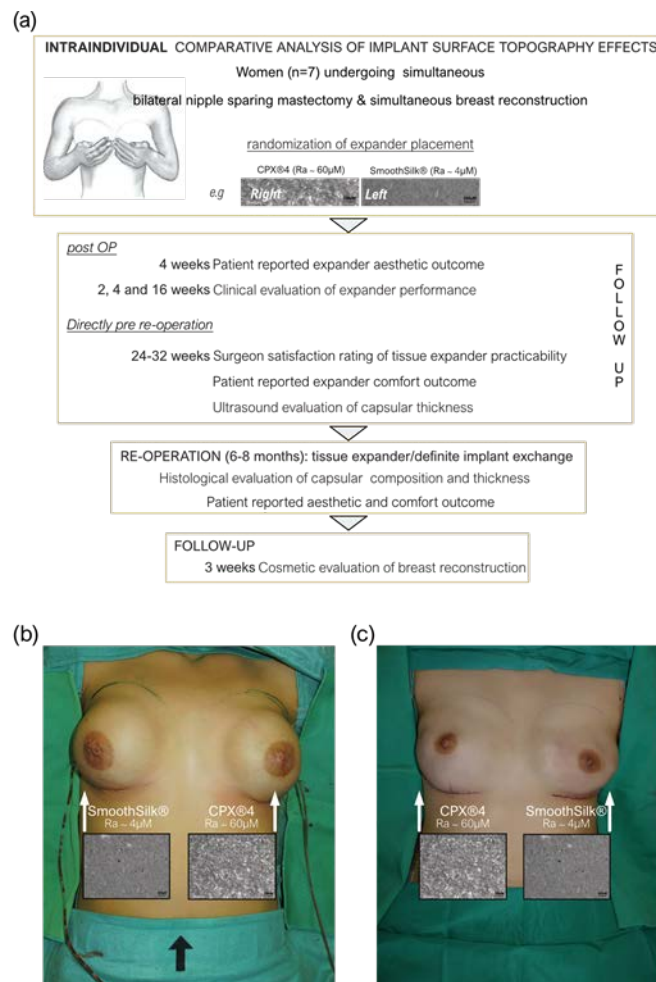 (a)
INTRAINDIVIDUAL COMPARATIVE ANALYSIS OF IMPLANT SURFACE TOPOGRAPHY EFFECTS
Women (n=7) undergoing simultaneous
bilateral nipple sparing mastectomy & simultaneous breast reconstruction
randomization of expander placement
CPX®4 (Ra ~ 60µM) SmoothSilk® (Ra ~ 4µM)
e.g Right Left
post OP
4 weeks Patient reported expander aesthetic outcome
2, 4 and 16 weeks Clinical evaluation of expander performance
Directly pre re-operation
24-32 weeks Surgeon satisfaction rating of tissue expander practicability
Patient reported expander comfort outcome
Ultrasound evaluation of capsular thickness
FOLLOW UP
RE-OPERATION (6-8 months): tissue expander/definite implant exchange
Histological evaluation of capsular composition and thickness
Patient reported aesthetic and comfort outcome
FOLLOW-UP
3 weeks Cosmetic evaluation of breast reconstruction
(b)
SmoothSilk® CPX®4
Ra ~ 4µM Ra ~ 60µM
(c)
CPX®4 SmoothSilk®
Ra ~ 60µM Ra ~ 4µM